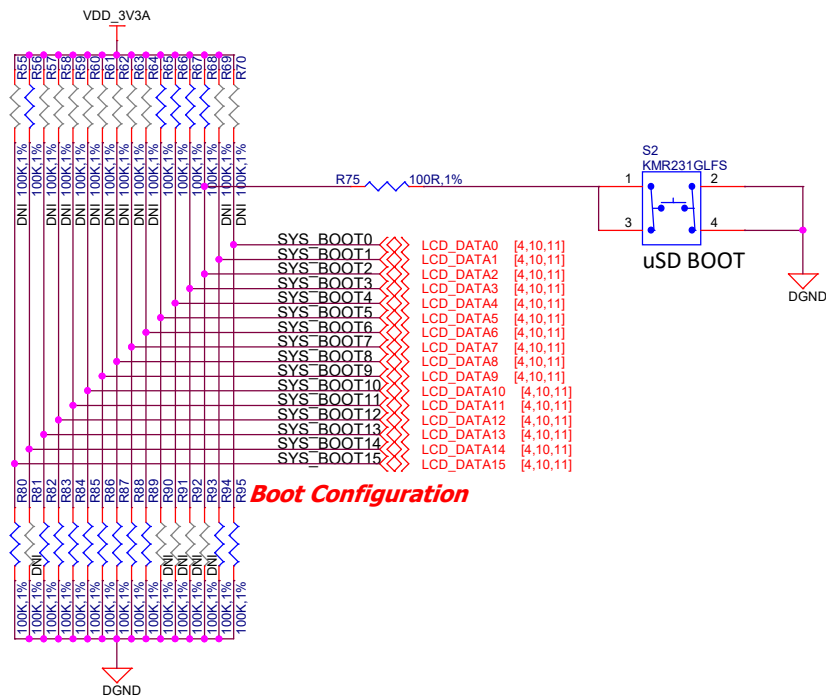 VDD_3V3A
R55
R56
R57
R58
R59
R60
R61
R62
R63
R64
R65
R66
R67
R68
R69
R70
DNI 100K,1%
100K,1%
DNI 100K,1%
DNI 100K,1%
DNI 100K,1%
DNI 100K,1%
DNI 100K,1%
DNI 100K,1%
DNI 100K,1%
DNI 100K,1%
100K,1%
100K,1%
100K,1%
100K,1%
DNI 100K,1%
DNI 100K,1%
R75 100R,1%
S2
KMR231GLFS
1 2
3 4
uSD BOOT
DGND
SYS_BOOT0 LCD_DATA0 [4,10,11]
SYS_BOOT1 LCD_DATA1 [4,10,11]
SYS_BOOT2 LCD_DATA2 [4,10,11]
SYS_BOOT3 LCD_DATA3 [4,10,11]
SYS_BOOT4 LCD_DATA4 [4,10,11]
SYS_BOOT5 LCD_DATA5 [4,10,11]
SYS_BOOT6 LCD_DATA6 [4,10,11]
SYS_BOOT7 LCD_DATA7 [4,10,11]
SYS_BOOT8 LCD_DATA8 [4,10,11]
SYS_BOOT9 LCD_DATA9 [4,10,11]
SYS_BOOT10 LCD_DATA10 [4,10,11]
SYS_BOOT11 LCD_DATA11 [4,10,11]
SYS_BOOT12 LCD_DATA12 [4,10,11]
SYS_BOOT13 LCD_DATA13 [4,10,11]
SYS_BOOT14 LCD_DATA14 [4,10,11]
SYS_BOOT15 LCD_DATA15 [4,10,11]
Boot Configuration
R80
R81
R82
R83
R84
R85
R86
R87
R88
R89
R90
R91
R92
R93
R94
R95
100K,1%
100K,1% DNI
100K,1%
100K,1%
100K,1%
100K,1%
100K,1%
100K,1%
100K,1%
100K,1%
100K,1% DNI
100K,1% DNI
100K,1% DNI
100K,1% DNI
100K,1%
100K,1%
DGND